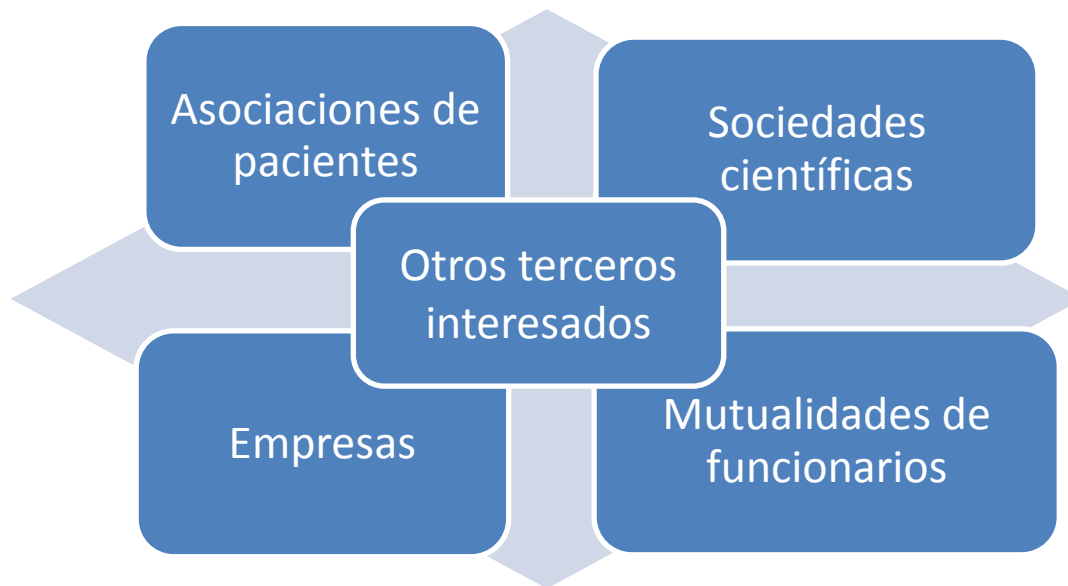 Asociaciones de
pacientes
Sociedades
científicas
Otros terceros
interesados
Empresas
Mutualidades de
funcionarios